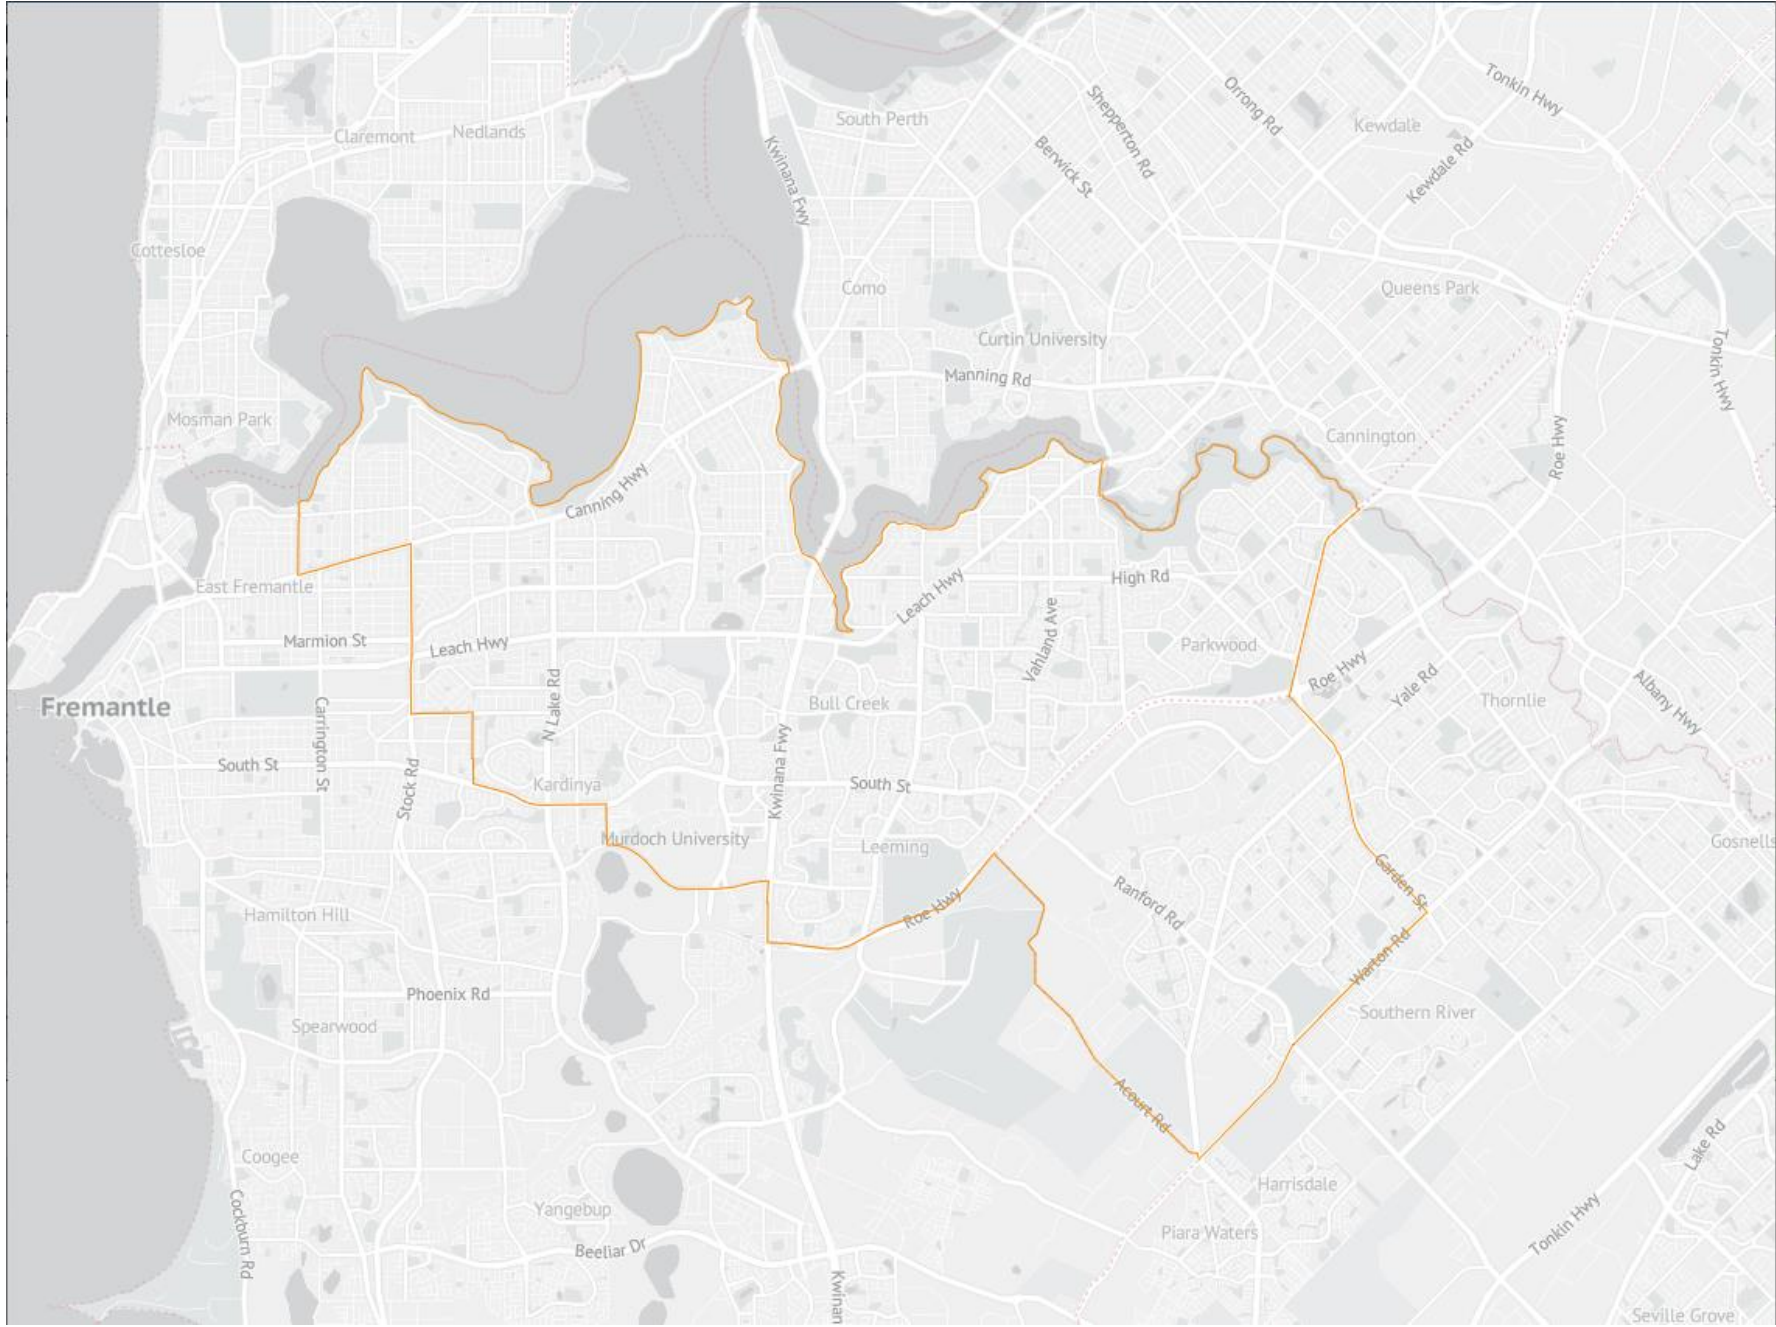 Tonkin Hwy
Orrong Rd
Shepperton Rd
South Perth
Kewdale
Claremont
Nedlands
Berwick St
Kewdale Rd
Kwinana Fwy
Cottesloe
Como
Queens Park
Curtin University
Tonkin Hwy
Manning Rd
Mosman Park
Cannington
Roe Hwy
Canning Hwy
High Rd
East Fremantle
Leach Hwy
Marmion St
Leach Hwy
Vahland Ave
Parkwood
Roe Hwy
Yale Rd
Thornlie
Albany Hwy
Fremantle
Carrington St
N Lake Rd
Bull Creek
South St
Stock Rd
Kardinya
Kwinana Fwy
South St
Murdoch University
Leeming
Gosnells
Garden St
Ranford Rd
Hamilton Hill
Roe Hwy
Warton Rd
Phoenix Rd
Spearwood
Southern River
Acourt Rd
Coogee
Lake Rd
Harrisdale
Cockburn Rd
Yangebup
Piara Waters
Tonkin Hwy
Beeliar Dr
Kwinan
Seville Grove